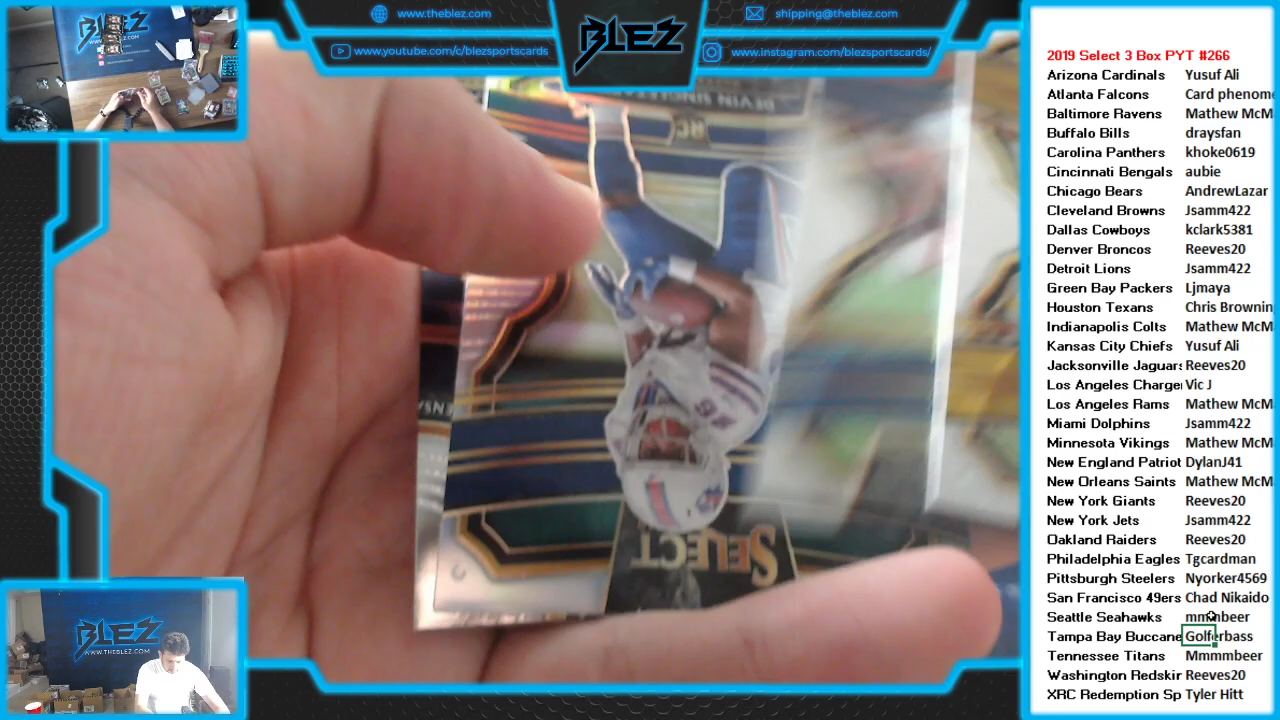 www.theblez.com
shipping@theblez.com
www.youtube.com/c/blezsportscards
BLEZ
www.instagram.com/blezsportscards/
BLEZ
WWW.THEBLEZ.COM
RC
SELECT
BLEZ
WWW.THEBLEZ.COM
2019 Select 3 Box PYT #266
Arizona Cardinals Yusuf Ali
Atlanta Falcons Card phenom
Baltimore Ravens Mathew McM
Buffalo Bills draysfan
Carolina Panthers khoke0619
Cincinnati Bengals aubie
Chicago Bears AndrewLazar
Cleveland Browns Jsamm422
Dallas Cowboys kclark5381
Denver Broncos Reeves20
Detroit Lions Jsamm422
Green Bay Packers Ljmaya
Houston Texans Chris Brownin
Indianapolis Colts Mathew McM
Kansas City Chiefs Yusuf Ali
Jacksonville Jaguar Reeves20
Los Angeles Charge Vic J
Los Angeles Rams Mathew McM
Miami Dolphins Jsamm422
Minnesota Vikings Mathew McM
New England Patriot DylanJ41
New Orleans Saints Mathew McM
New York Giants Reeves20
New York Jets Jsamm422
Oakland Raiders Reeves20
Philadelphia Eagles Tgcardman
Pittsburgh Steelers Nyorker4569
San Francisco 49ers Chad Nikaido
Seattle Seahawks
Tampa Bay Buccane Golferbass
Tennessee Titans Mmmmbeer
Washington Redskir Reeves20
XRC Redemption Sp Tyler Hitt